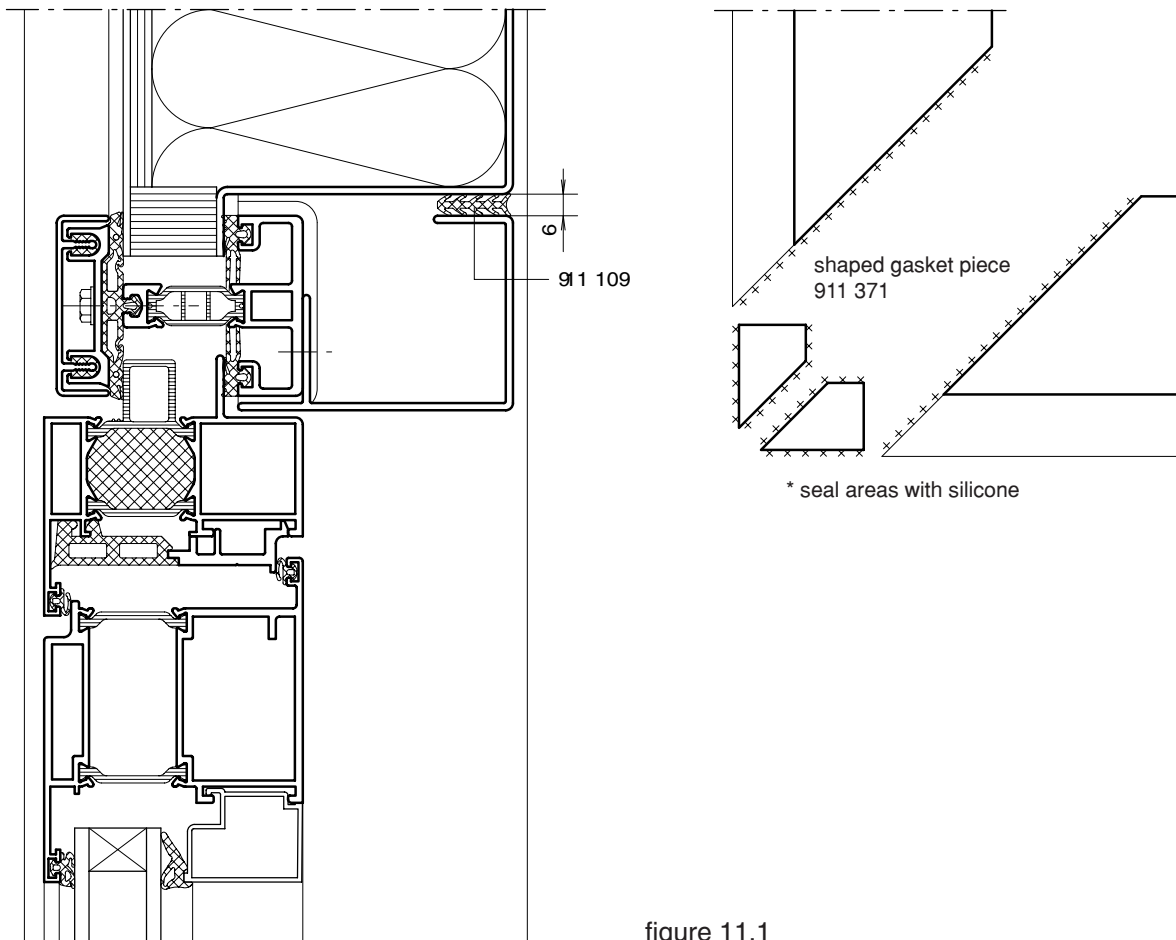 6
911 109
shaped gasket piece
911 371
* seal areas with silicone
figure 11.1